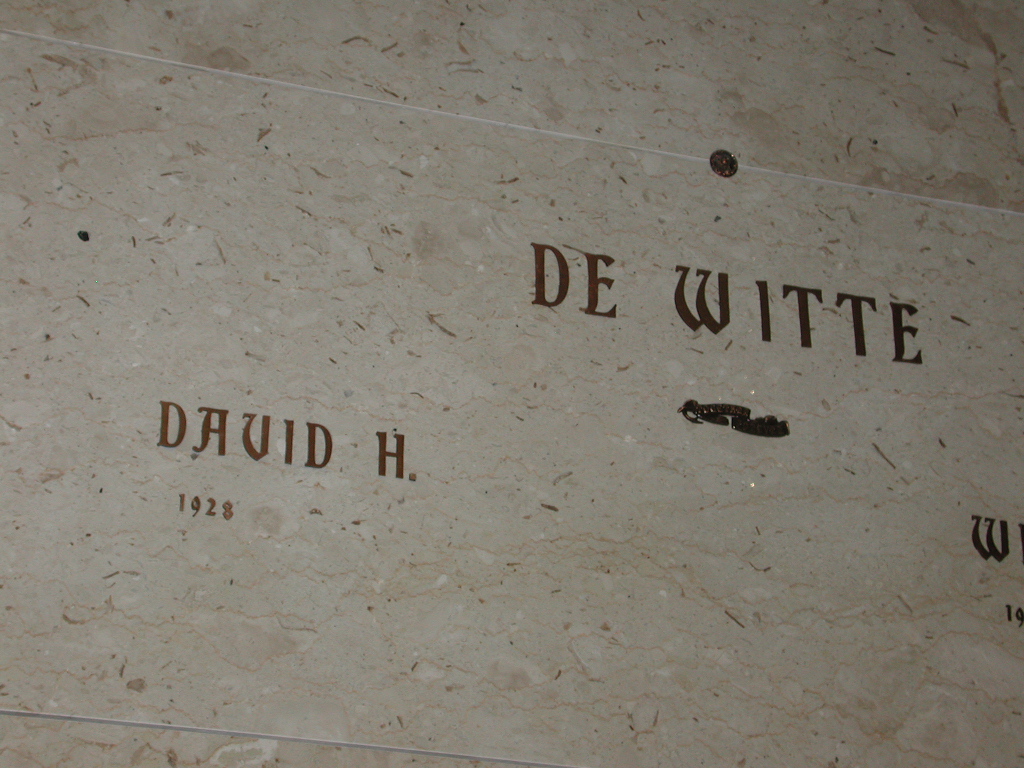 DE WITTE
DAVID H.
1928